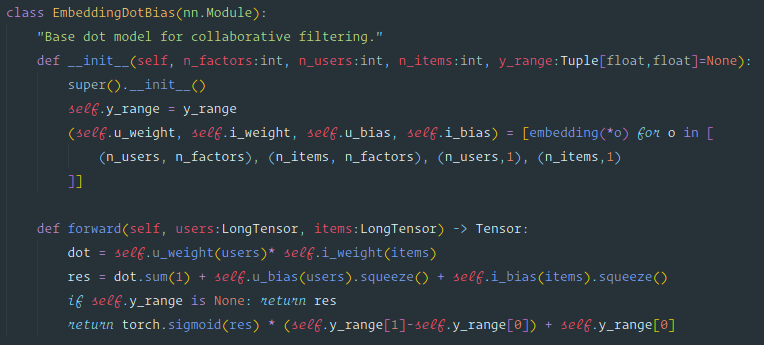 class EmbeddingDotBias(nn.Module):
    "Base dot model for collaborative filtering."
    def __init__(self, n_factors:int, n_users:int, n_items:int, y_range:Tuple[float,float]=None):
        super().__init__()
        self.y_range = y_range
        (self.u_weight, self.i_weight, self.u_bias, self.i_bias) = [embedding(*o) for o in [
            (n_users, n_factors), (n_items, n_factors), (n_users,1), (n_items,1)
        ]]
    def forward(self, users:LongTensor, items:LongTensor) -> Tensor:
        dot = self.u_weight(users)* self.i_weight(items)
        res = dot.sum(1) + self.u_bias(users).squeeze() + self.i_bias(items).squeeze()
        if self.y_range is None: return res
        return torch.sigmoid(res) * (self.y_range[1]-self.y_range[0]) + self.y_range[0]